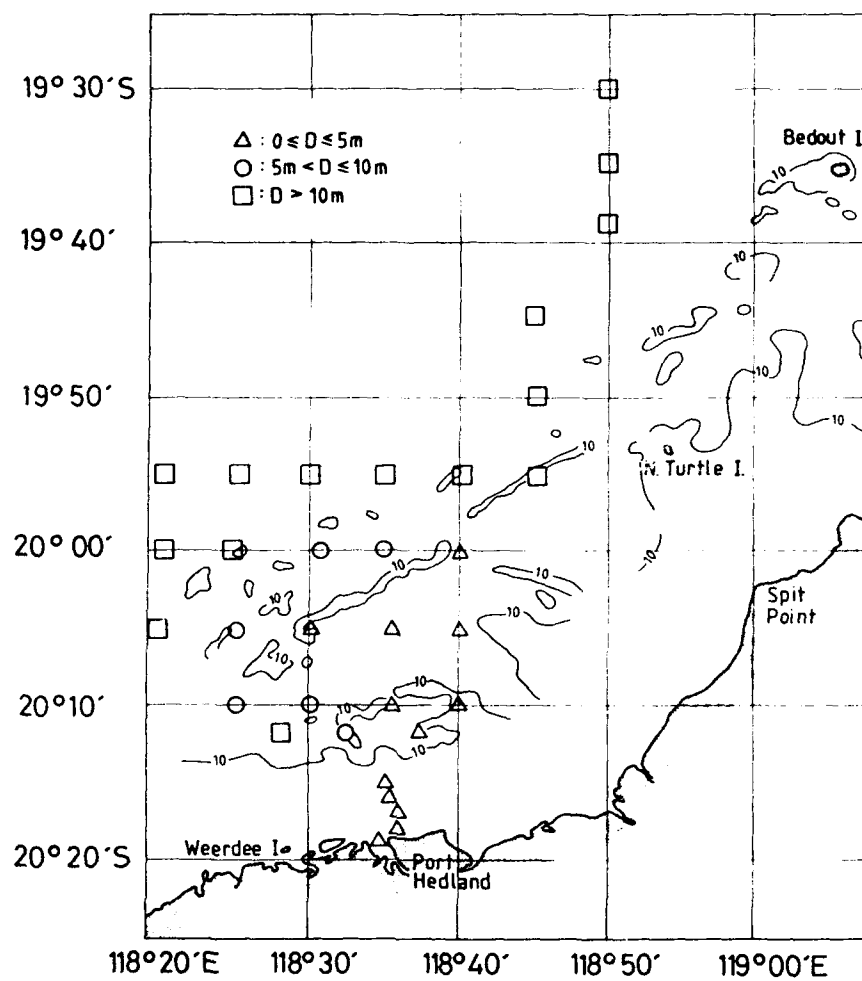 19° 30´S
△ : 0 ≤ D ≤ 5m
○ : 5m < D ≤ 10m
□ : D > 10m
Bedout I
10
19° 40´
10
10
19° 50´
10
10
10
N. Turtle I.
20° 00´
10
10
10
10
10
10
Spit
Point
20° 10´
10
10
10
Weerdee I
20° 20´S
Port
Hedland
118° 20´E
118° 30´
118° 40´
118° 50´
119° 00´